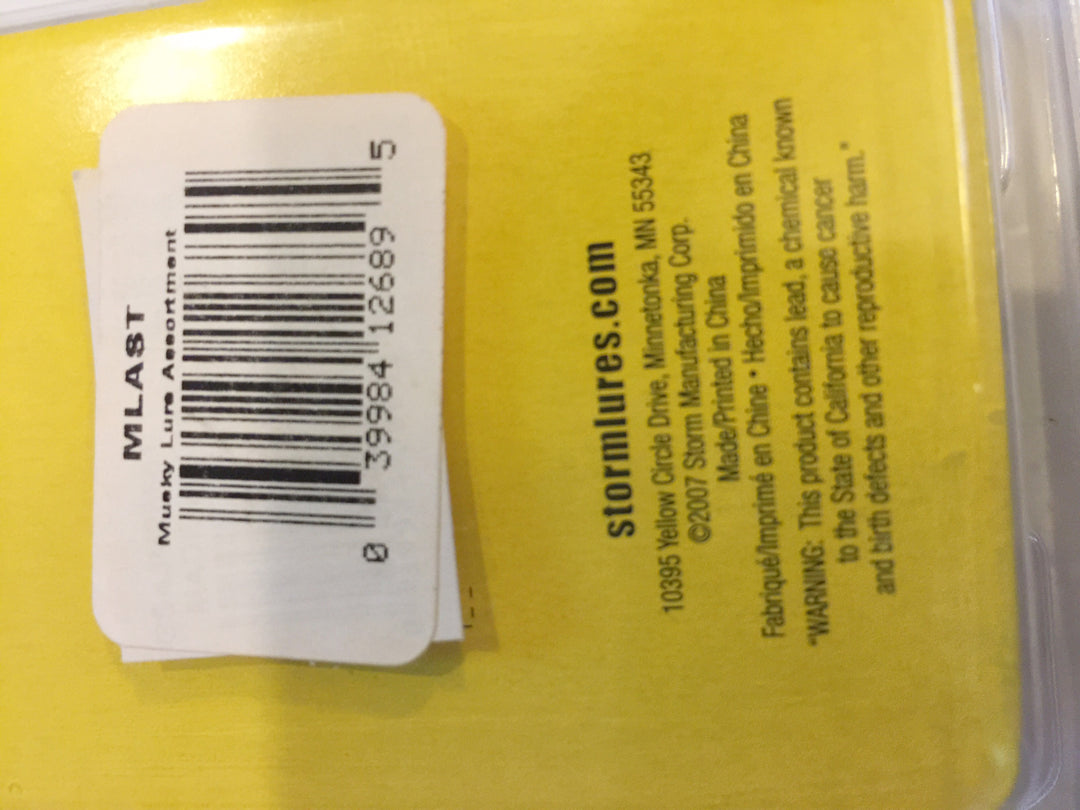 MLAST
Musky Lure Assortment
0 39984 12689 5
stormlures.com
10395 Yellow Circle Drive, Minnetonka, MN 55343
©2007 Storm Manufacturing Corp.
Made/Printed in China
Fabriqué/Imprimé en Chine • Hecho/Imprimido en China
"WARNING: This product contains lead, a chemical known
to the State of California to cause cancer
and birth defects and other reproductive harm."